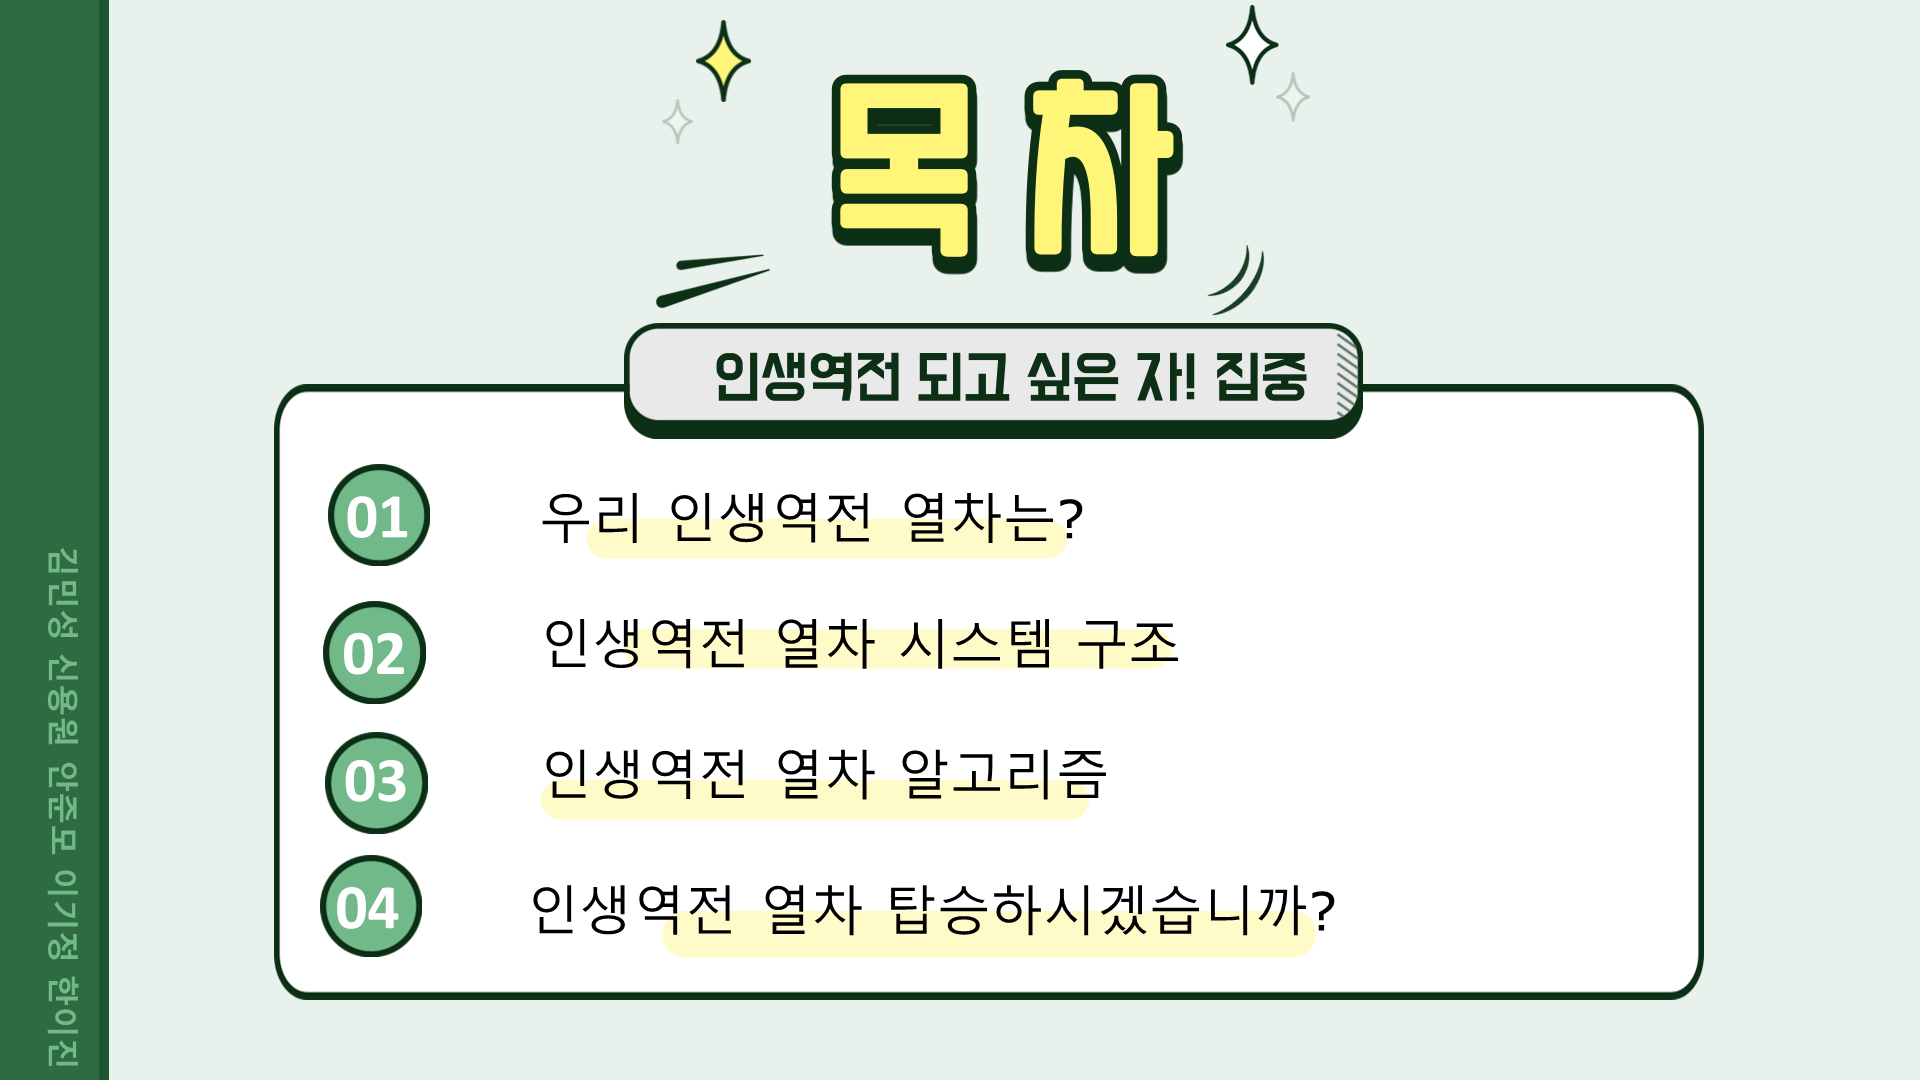 목 차
인생역전 되고 싶은 자! 집중
01 우리 인생역전 열차는?
02 인생역전 열차 시스템 구조
03 인생역전 열차 알고리즘
04 인생역전 열차 탑승하시겠습니까?
김민성 신용원 안준모 이기정 한이진